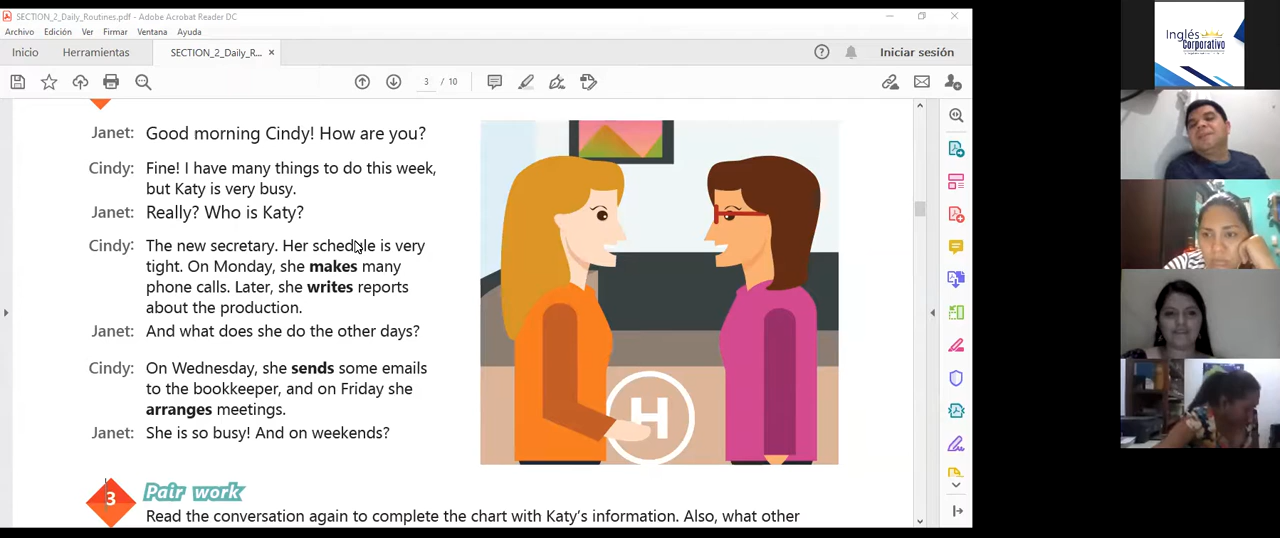 SECTION_2_Daily_Routines.pdf - Adobe Acrobat Reader DC
Archivo Edición Ver Firmar Ventana Ayuda
Inicio Herramientas SECTION_2_Daily_R... × Iniciar sesión
3 / 10
Janet: Good morning Cindy! How are you?
Cindy: Fine! I have many things to do this week,
but Katy is very busy.
Janet: Really? Who is Katy?
Cindy: The new secretary. Her schedule is very
tight. On Monday, she makes many
phone calls. Later, she writes reports
about the production.
Janet: And what does she do the other days?
Cindy: On Wednesday, she sends some emails
to the bookkeeper, and on Friday she
arranges meetings.
Janet: She is so busy! And on weekends?
H
3 Pair work
Read the conversation again to complete the chart with Katy's information. Also, what other
Inglés
Corporativo